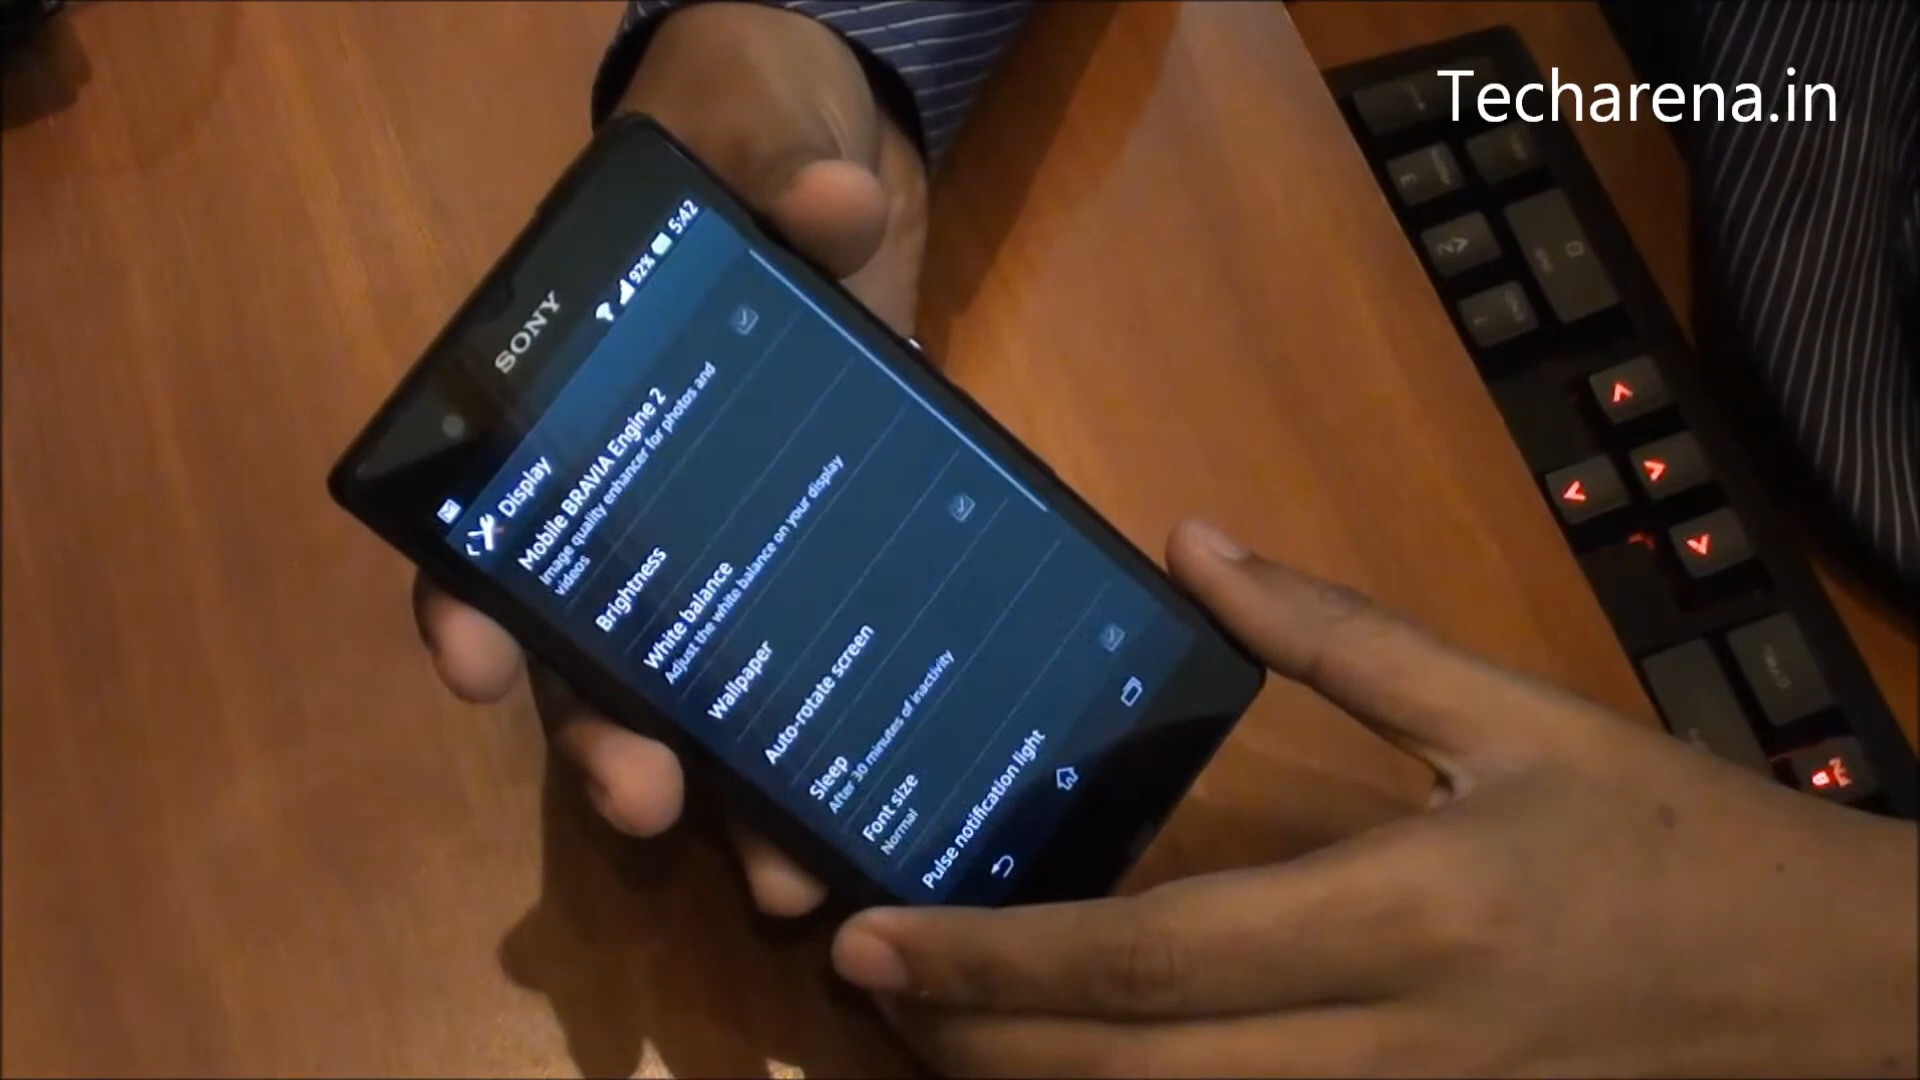 Techarena.in
SONY
92% 5:42
Display
Mobile BRAVIA Engine 2
Image quality enhancer for photos and
videos
Brightness
White balance
Adjust the white balance on your display
Wallpaper
Auto-rotate screen
Sleep
After 30 minutes of inactivity
Font size
Normal
Pulse notification light